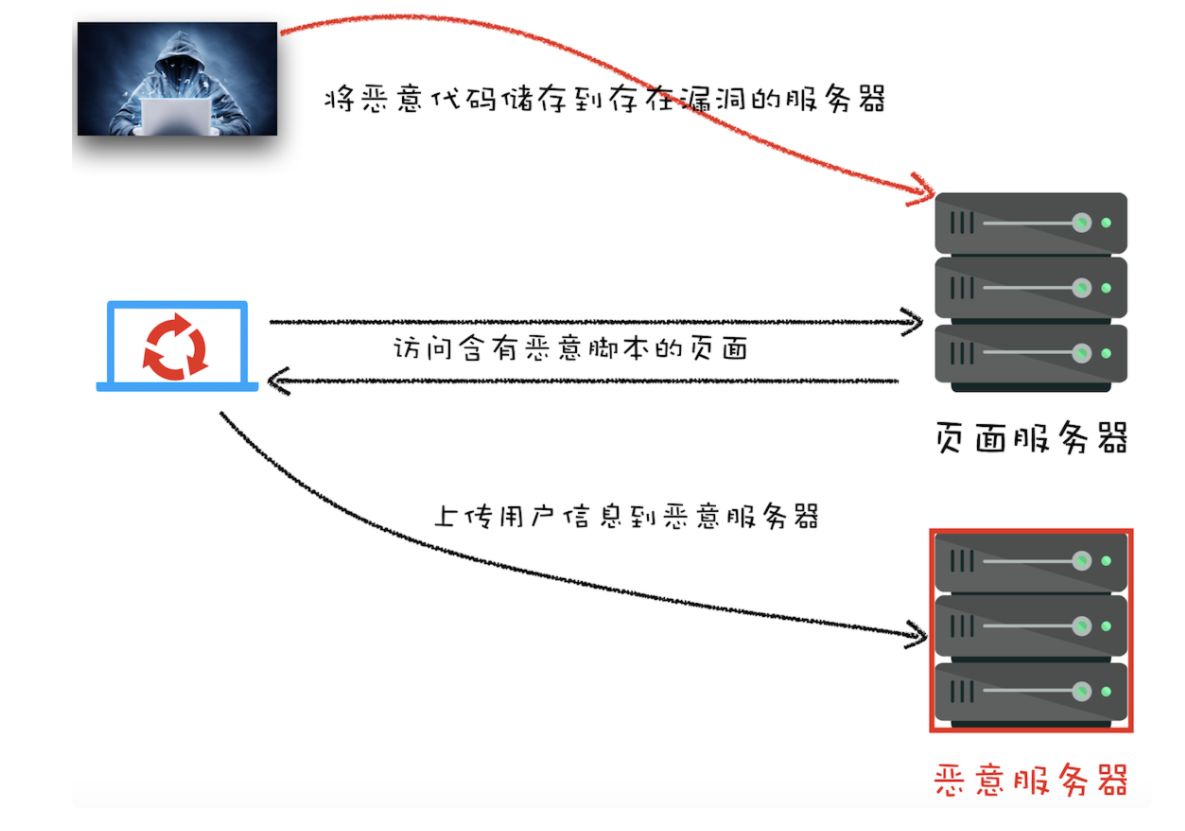 将恶意代码储存到存在漏洞的服务器
访问含有恶意脚本的页面
页面服务器
上传用户信息到恶意服务器
恶意服务器